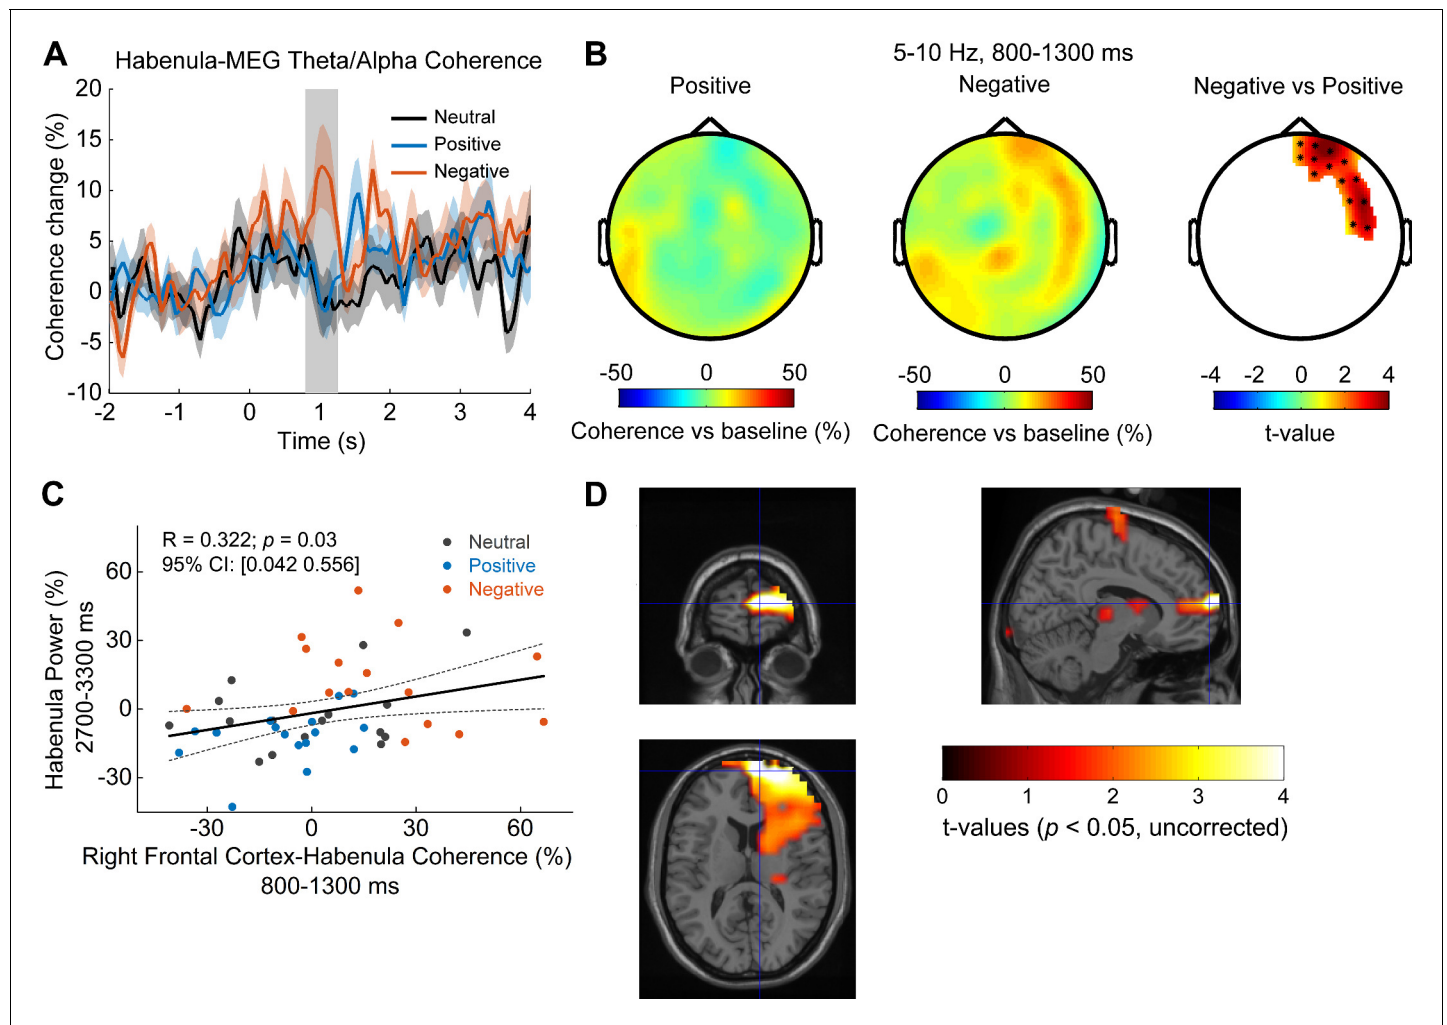 A
Habenula-MEG Theta/Alpha Coherence
Coherence change (%)
20
15
10
5
0
-5
-10
Neutral
Positive
Negative
-2
-1
0
1
2
3
4
Time (s)
B
5-10 Hz, 800-1300 ms
Positive
Negative
Negative vs Positive
-50
0
50
Coherence vs baseline (%)
-50
0
50
Coherence vs baseline (%)
-4
-2
0
2
4
t-value
C
R = 0.322; p = 0.03
95% CI: [0.042 0.556]
Neutral
Positive
Negative
Habenula Power (%)
2700-3300 ms
60
30
0
-30
-30
0
30
60
Right Frontal Cortex-Habenula Coherence (%)
800-1300 ms
D
0
1
2
3
4
t-values (p < 0.05, uncorrected)